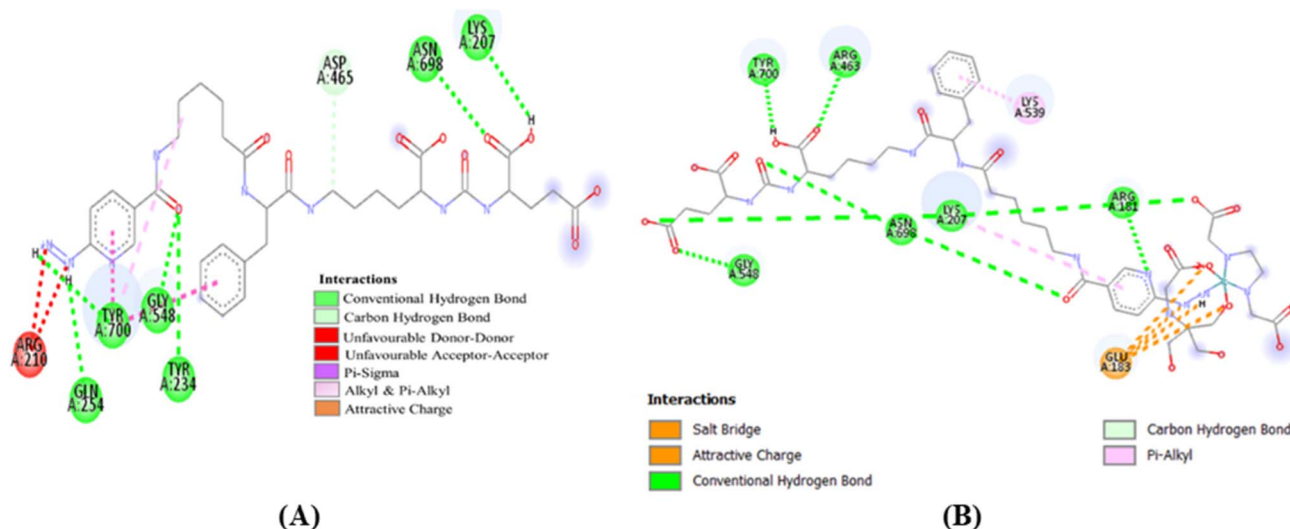 LYS
A:207
ASN
A:698
ASP
A:465
O
O
O
O
H
O
O
O
N
H
N
H
O
O
N
H
N
H
O
O
O
N
N
H
H
N
TYR
A:700
GLY
A:548
ARG
A:210
GLN
A:254
TYR
A:234
Interactions
Conventional Hydrogen Bond
Carbon Hydrogen Bond
Unfavourable Donor-Donor
Unfavourable Acceptor-Acceptor
Pi-Sigma
Alkyl & Pi-Alkyl
Attractive Charge
(A)
TYR
A:700
ARG
A:463
LYS
A:539
LYS
A:207
ASN
A:698
ARG
A:181
GLY
A:548
GLU
A:183
Interactions
Salt Bridge
Attractive Charge
Conventional Hydrogen Bond
Carbon Hydrogen Bond
Pi-Alkyl
(B)